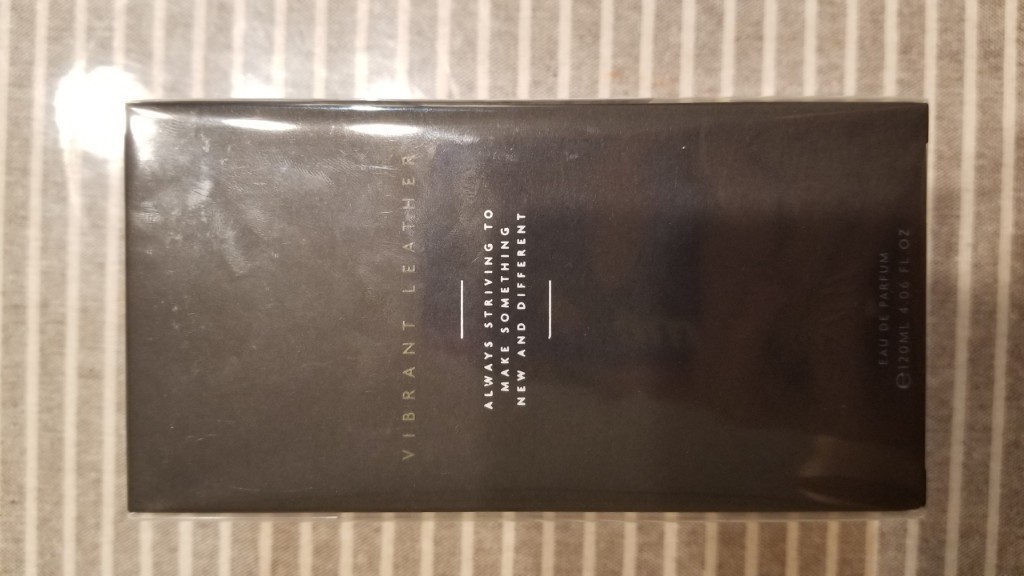 VIBRANT LEATHER
ALWAYS STRIVING TO
MAKE SOMETHING
NEW AND DIFFERENT
EAU DE PARFUM
℮120ML 4.06 FL OZ